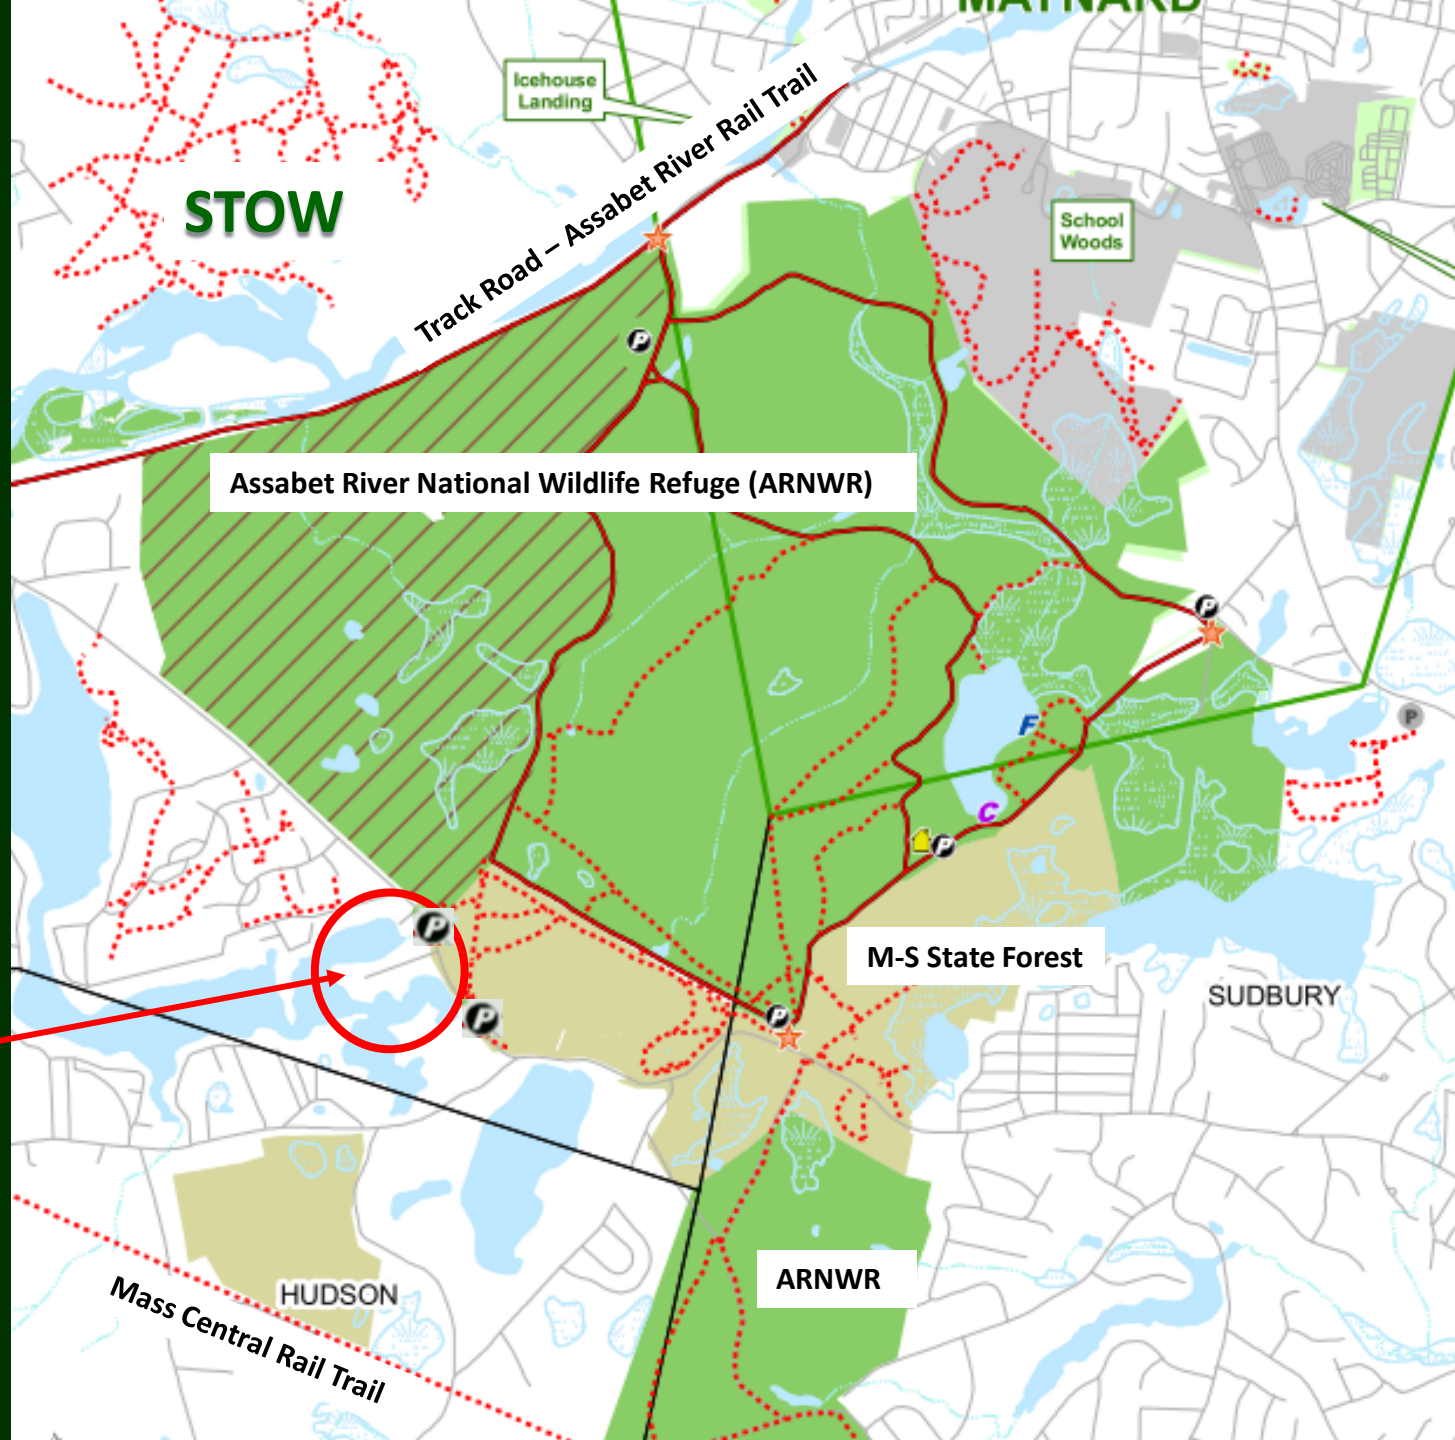 MAYNARD
Icehouse
Landing
Track Road – Assabet River Rail Trail
STOW
School
Woods
P
Assabet River National Wildlife Refuge (ARNWR)
P
F
P
C
P
P
M-S State Forest
SUDBURY
P
P
ARNWR
HUDSON
Mass Central Rail Trail